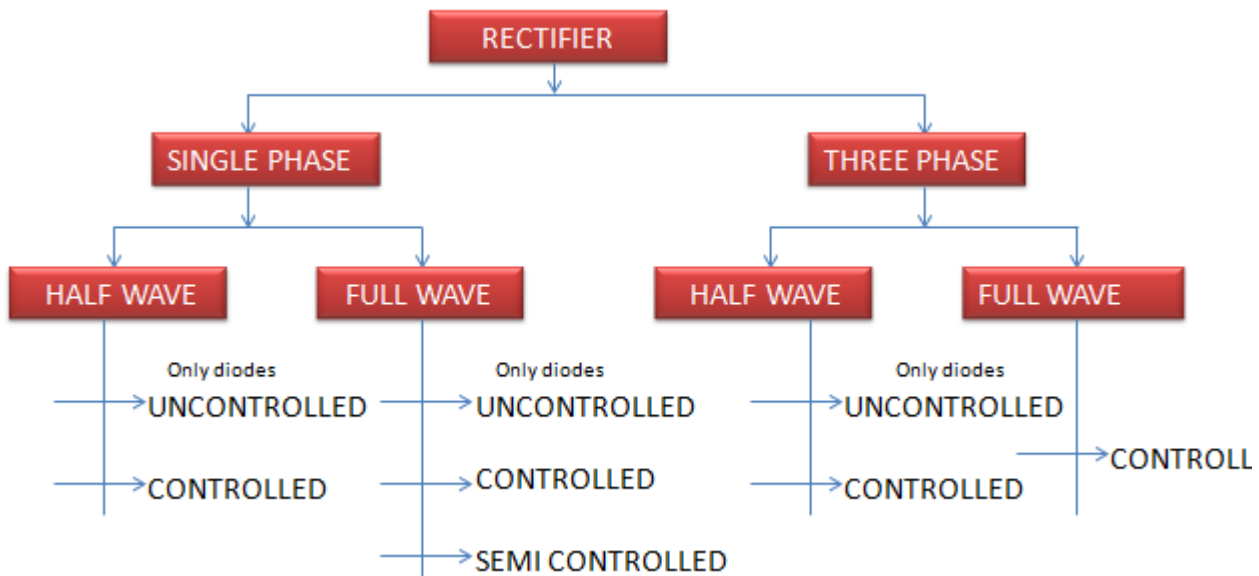 RECTIFIER
SINGLE PHASE
THREE PHASE
HALF WAVE
FULL WAVE
HALF WAVE
FULL WAVE
Only diodes
UNCONTROLLED
CONTROLLED
Only diodes
UNCONTROLLED
CONTROLLED
SEMI CONTROLLED
Only diodes
UNCONTROLLED
CONTROLLED
CONTROLL